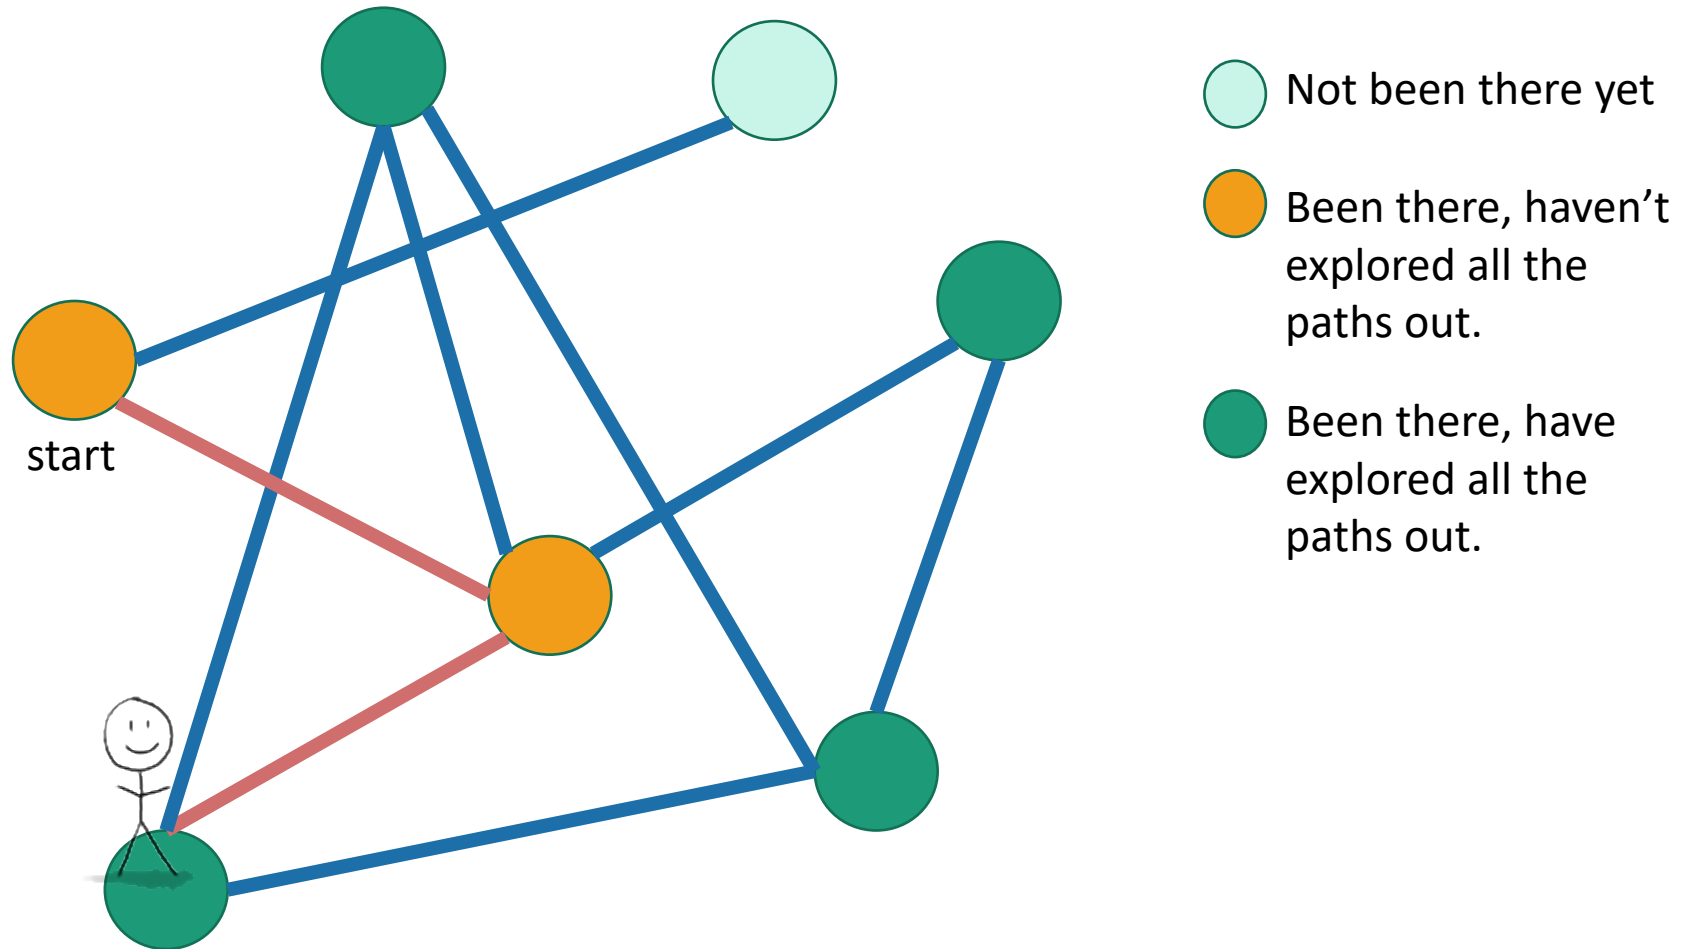 Not been there yet
Been there, haven’t
explored all the
paths out.
Been there, have
explored all the
paths out.
start